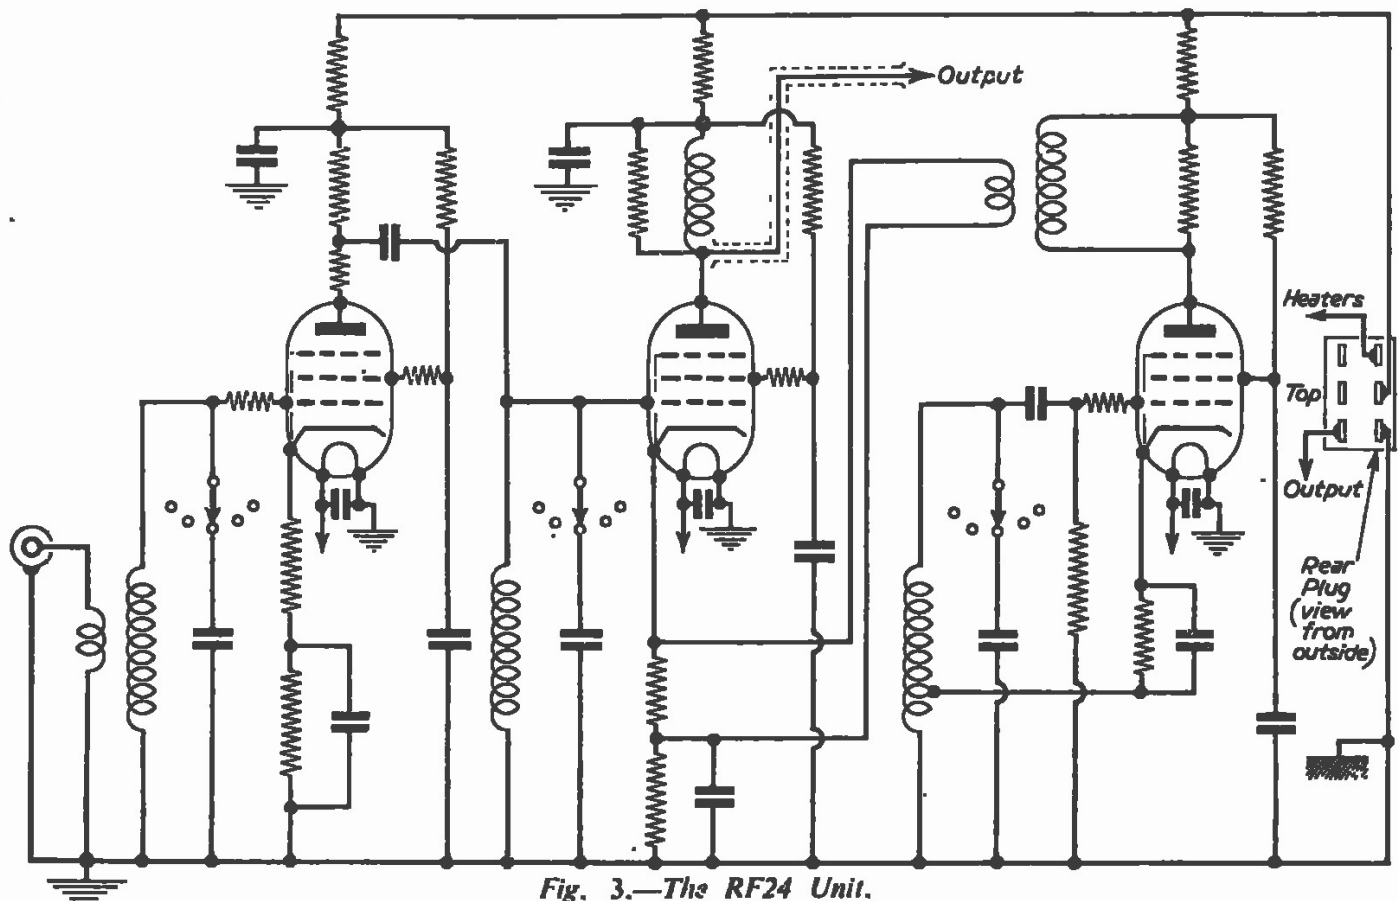 Output
Heaters
Top
Output
Rear
Plug
(view
from
outside)
Fig. 3.—The RF24 Unit.